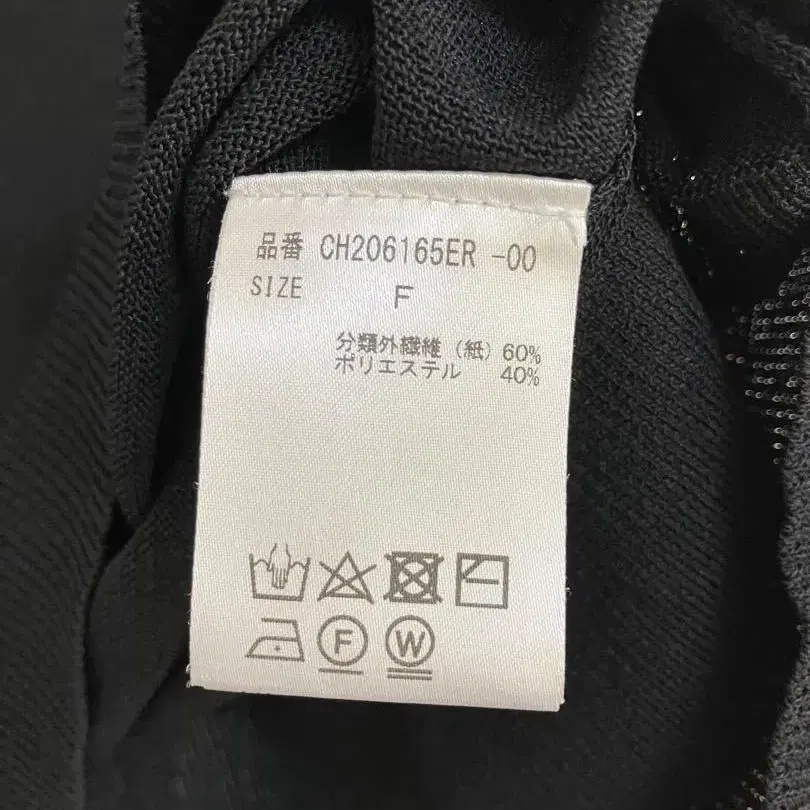 品番 CH206165ER -00
SIZE F
分類外繊維（紙）60%
ポリエステル 40%
F W